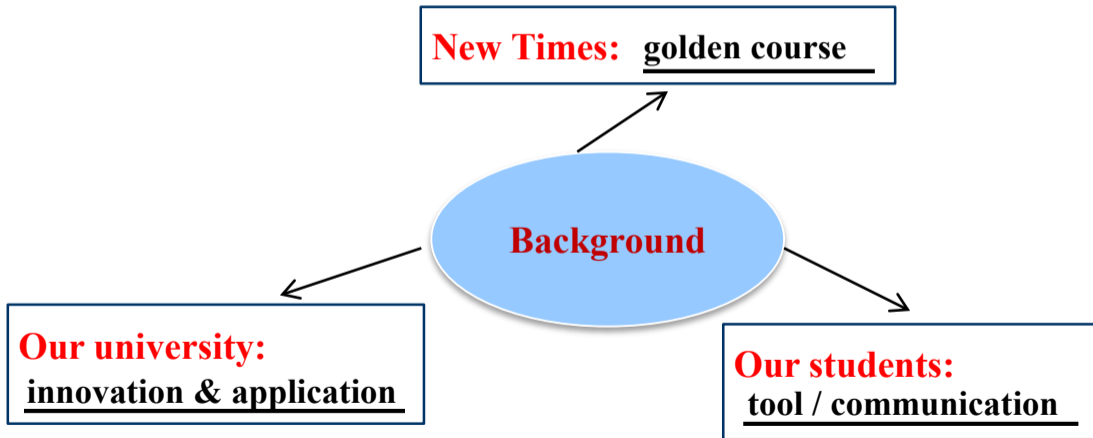 New Times: golden course
Background
Our university:
innovation & application
Our students:
tool / communication